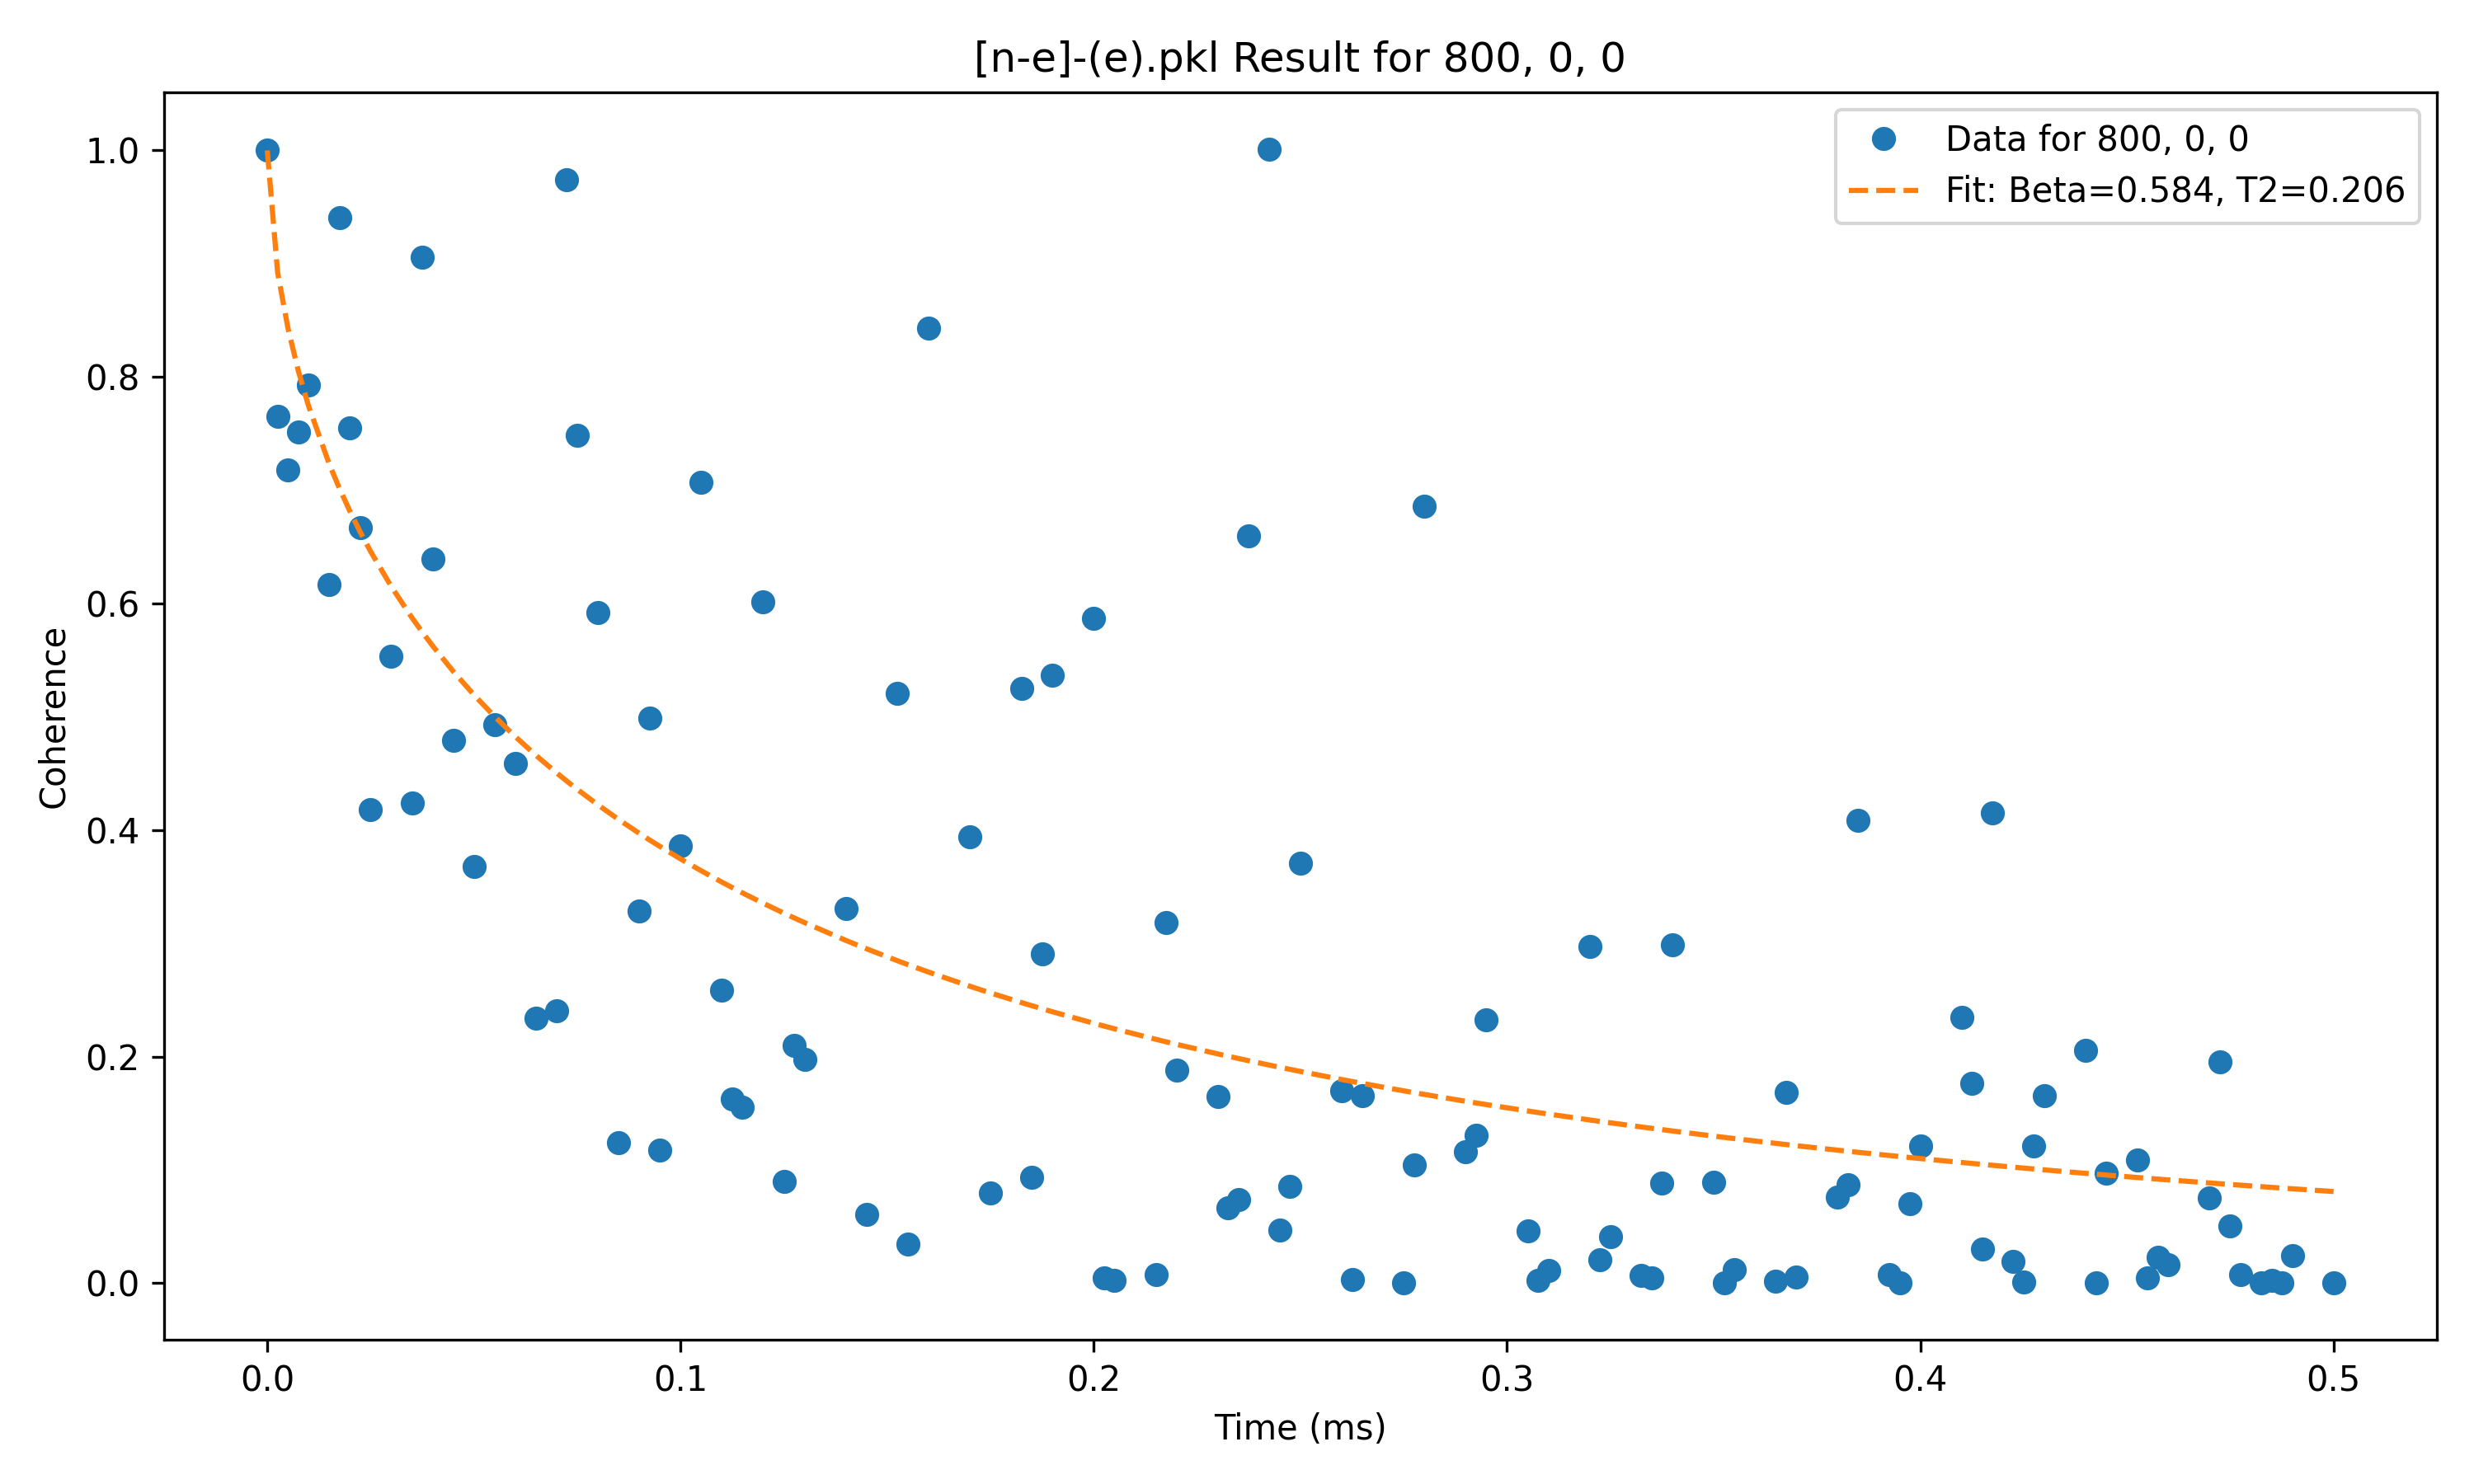 [n-e]-(e).pkl Result for 800, 0, 0
Data for 800, 0, 0
Fit: Beta=0.584, T2=0.206
1.0
0.8
0.6
0.4
0.2
0.0
Coherence
0.0 0.1 0.2 0.3 0.4 0.5
Time (ms)